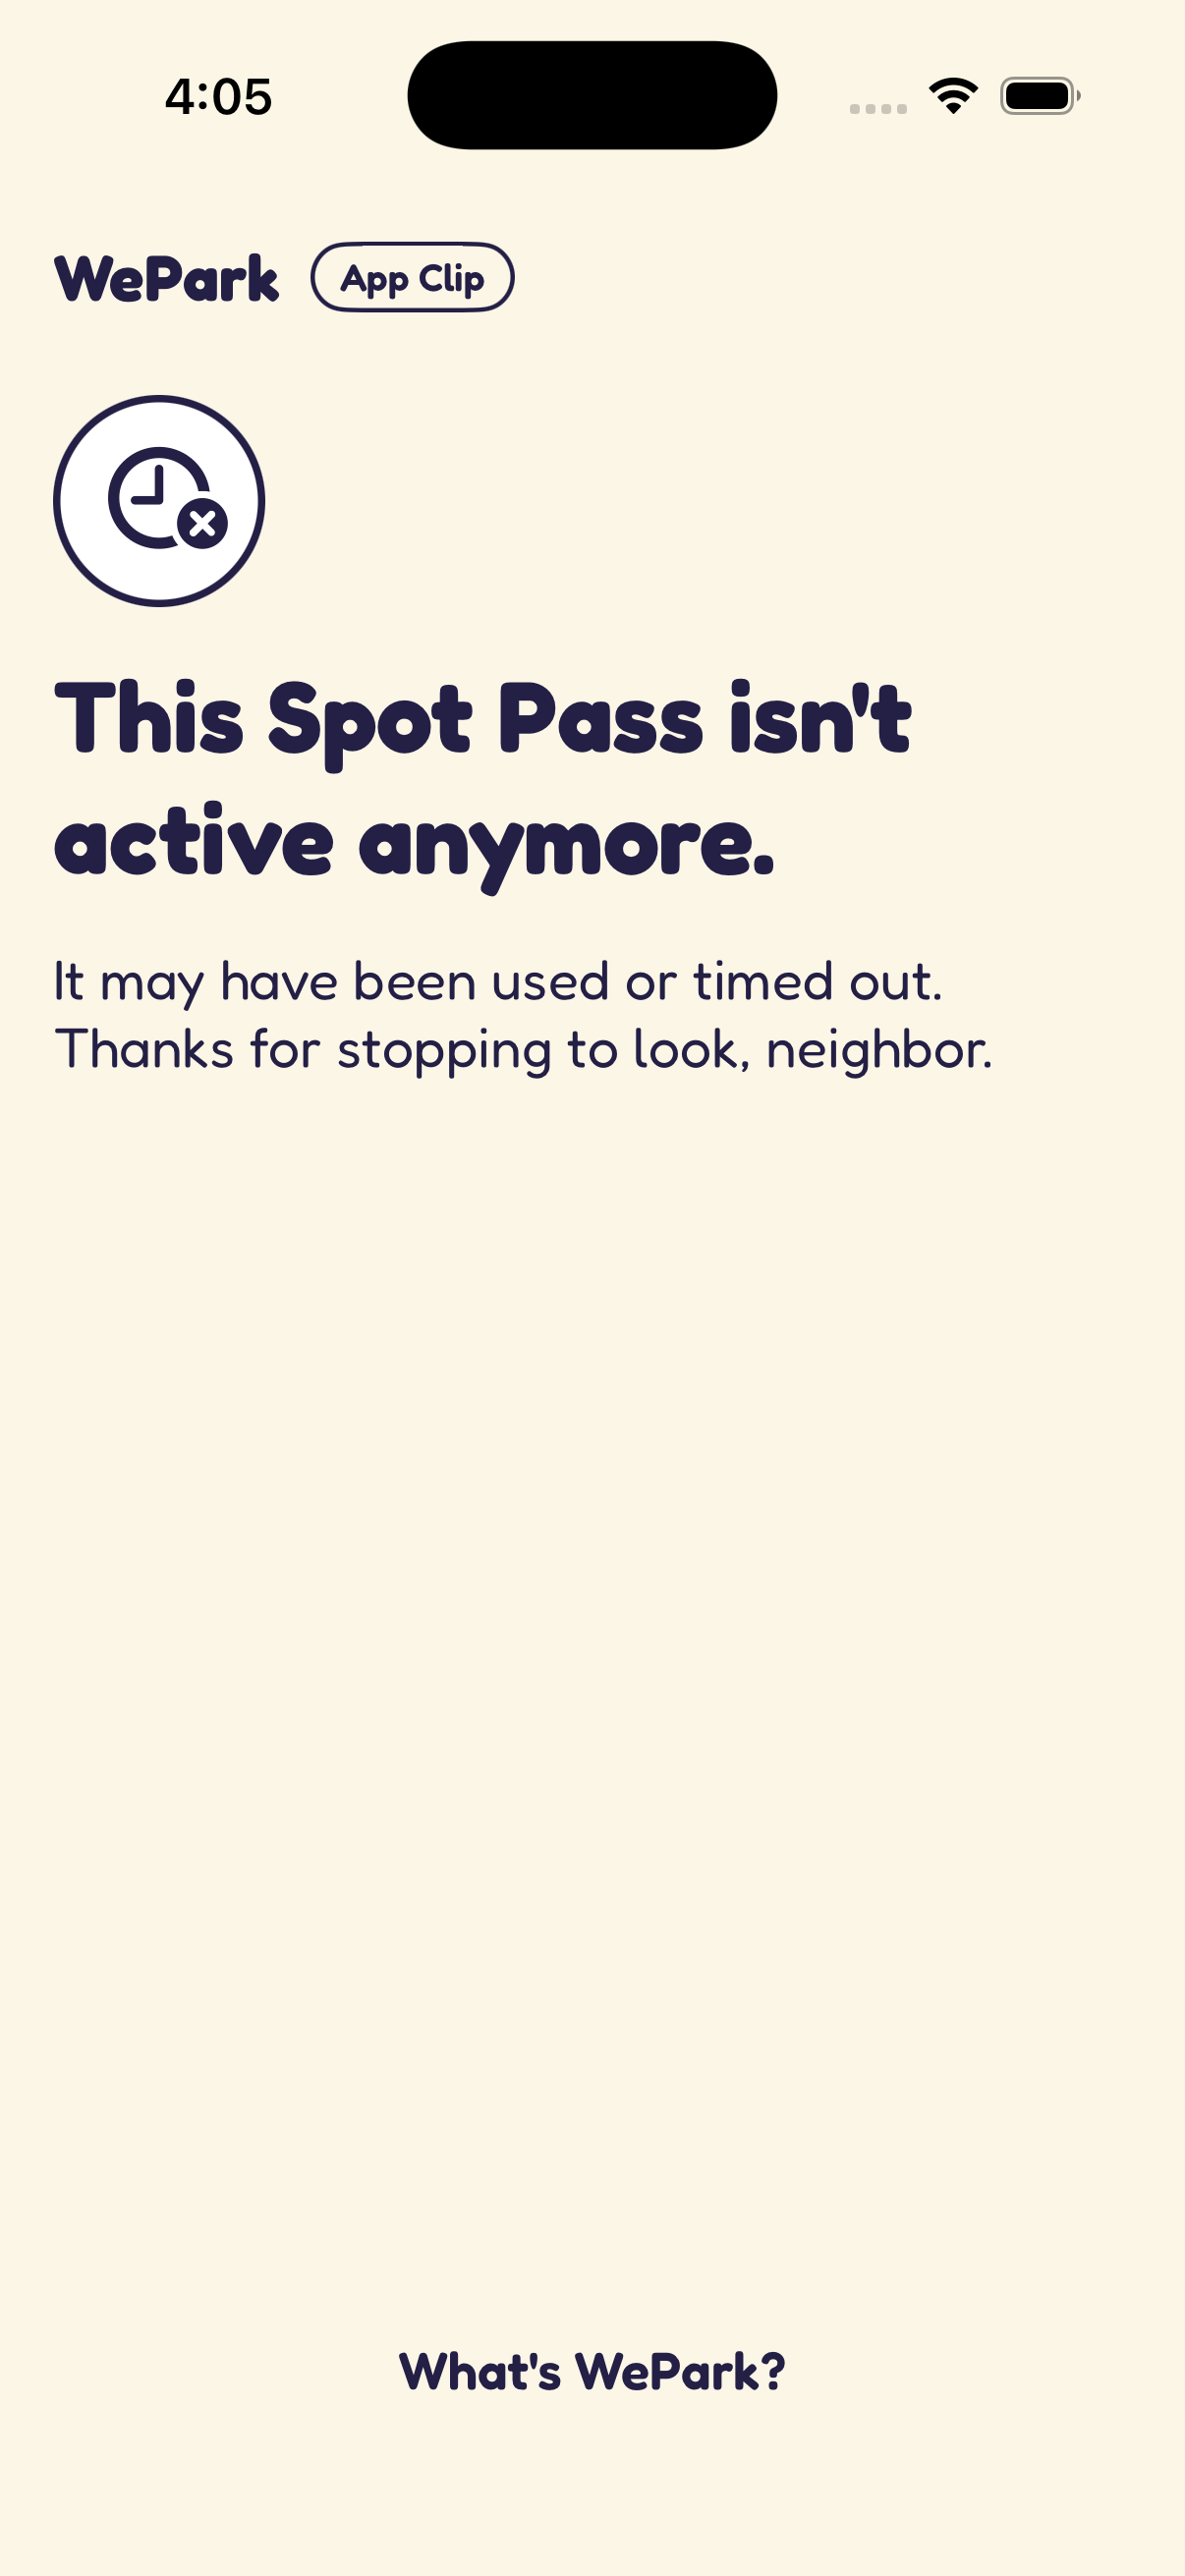 4:05
WePark
App Clip
This Spot Pass isn't
active anymore.
It may have been used or timed out.
Thanks for stopping to look, neighbor.
What's WePark?